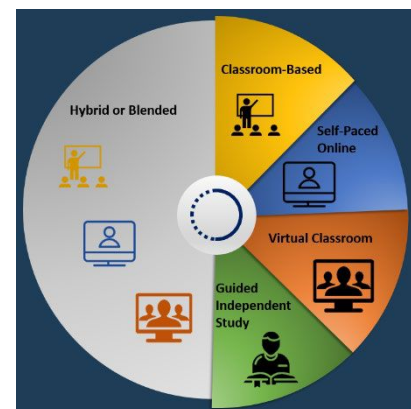 Classroom-Based
Hybrid or Blended
Self-Paced
Online
Virtual Classroom
Guided
Independent
Study